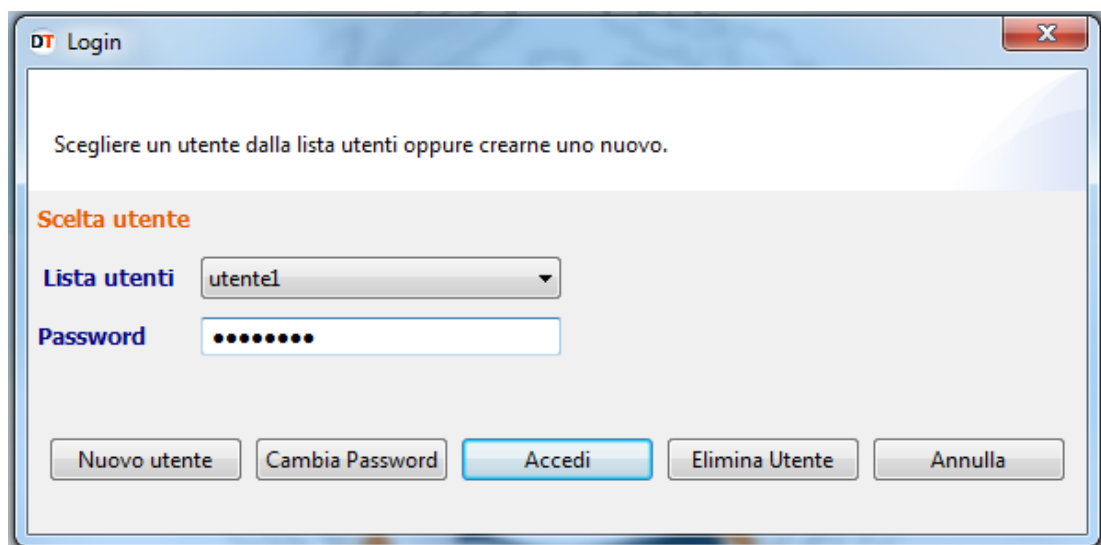 DT Login
X
Scegliere un utente dalla lista utenti oppure crearne uno nuovo.
Scelta utente
Lista utenti utente1
Password ●●●●●●●●
Nuovo utente Cambia Password Accedi Elimina Utente Annulla